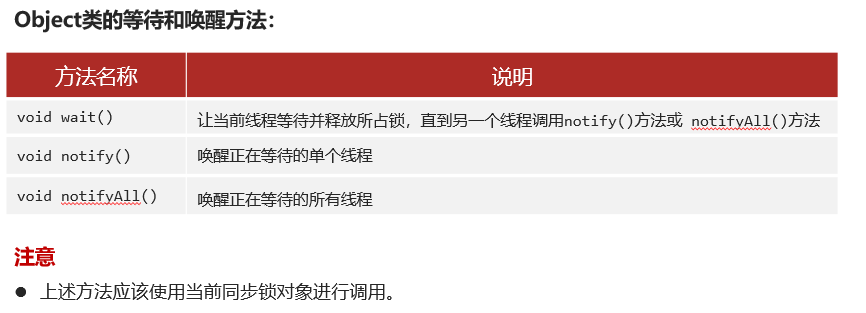 Object类的等待和唤醒方法：
方法名称 说明
void wait() 让当前线程等待并释放所占锁，直到另一个线程调用notify()方法或 notifyAll()方法
void notify() 唤醒正在等待的单个线程
void notifyAll() 唤醒正在等待的所有线程
注意
● 上述方法应该使用当前同步锁对象进行调用。